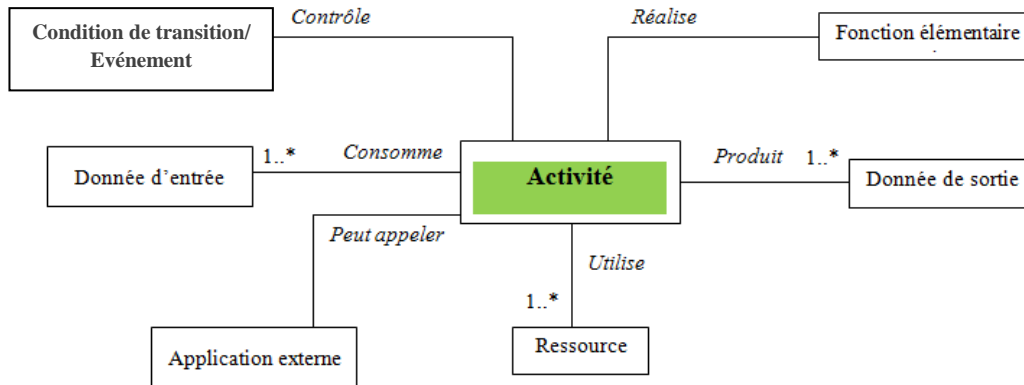 Contrôle
Réalise
Condition de transition/
Evénement
Fonction élémentaire
1..*
Consomme
Produit
1..*
Donnée d'entrée
Activité
Donnée de sortie
Peut appeler
Utilise
1..*
Application externe
Ressource